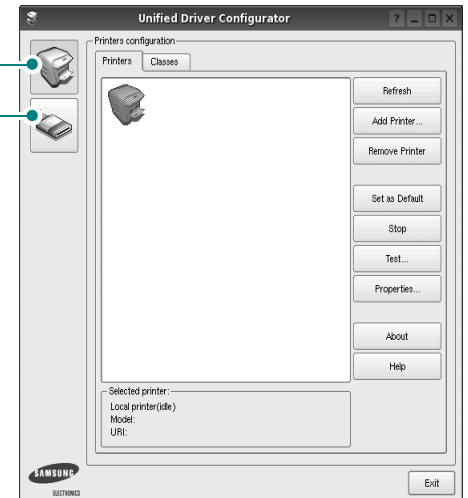 Unified Driver Configurator
Printers configuration
Printers
Classes
Refresh
Add Printer...
Remove Printer
Set as Default
Stop
Test...
Properties...
About
Help
Selected printer:
Local printer(idle)
Model:
URI:
SAMSUNG
ELECTRONICS
Exit